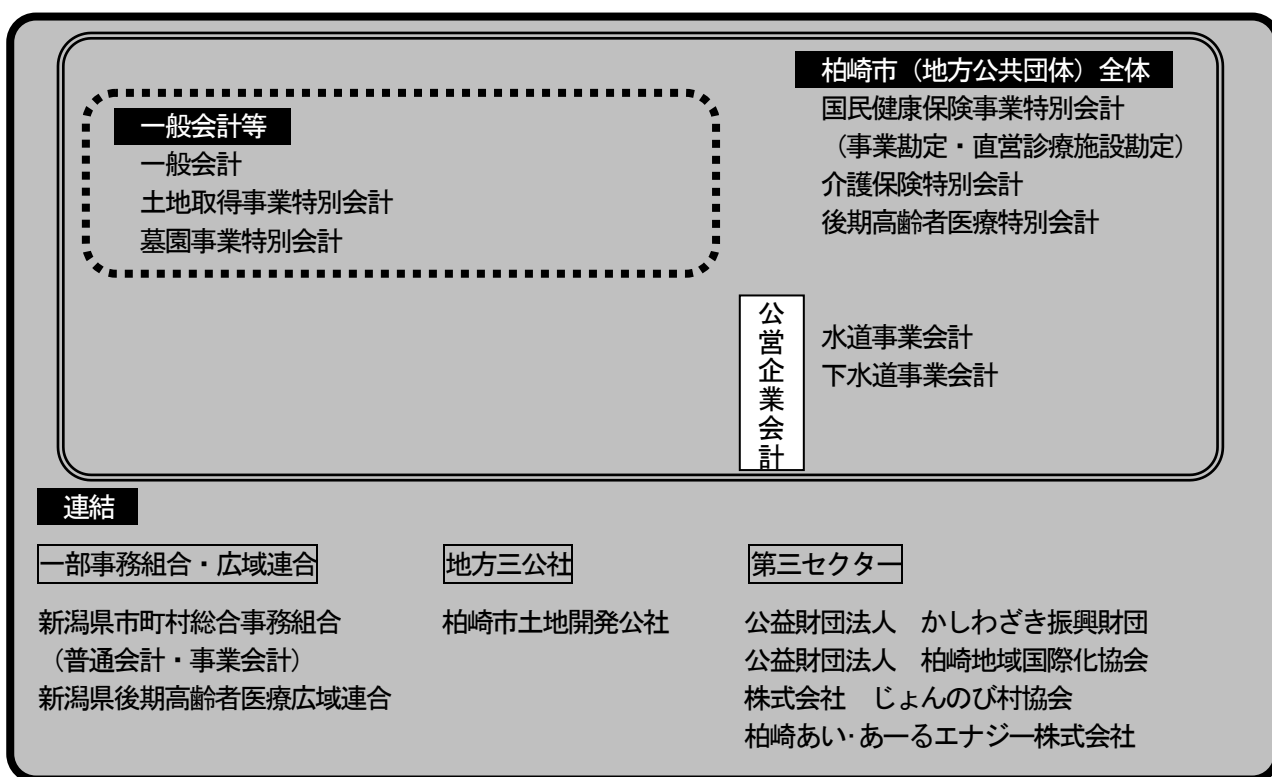 柏崎市（地方公共団体）全体
国民健康保険事業特別会計
（事業勘定・直営診療施設勘定）
介護保険特別会計
後期高齢者医療特別会計
一般会計等
一般会計
土地取得事業特別会計
墓園事業特別会計
公営企業会計
水道事業会計
下水道事業会計
連結
一部事務組合・広域連合
新潟県市町村総合事務組合
（普通会計・事業会計）
新潟県後期高齢者医療広域連合
地方三公社
柏崎市土地開発公社
第三セクター
公益財団法人　かしわざき振興財団
公益財団法人　柏崎地域国際化協会
株式会社　じょんのび村協会
柏崎あい･あーるエナジー株式会社